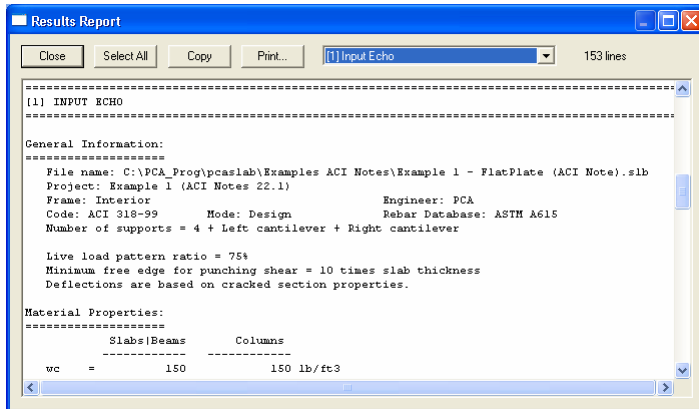 Results Report
Close Select All Copy Print... [1] Input Echo 153 lines
==========================================================================================
[1] INPUT ECHO
==========================================================================================
General Information:
====================
File name: C:\PCA_Prog\pcaslab\Examples ACI Notes\Example 1 - FlatPlate (ACI Note).slb
Project: Example 1 (ACI Notes 22.1)
Frame: Interior Engineer: PCA
Code: ACI 318-99 Mode: Design Rebar Database: ASTM A615
Number of supports = 4 + Left cantilever + Right cantilever
Live load pattern ratio = 75%
Minimum free edge for punching shear = 10 times slab thickness
Deflections are based on cracked section properties.
Material Properties:
====================
Slabs|Beams Columns
------------ ------------
wc = 150 150 lb/ft3